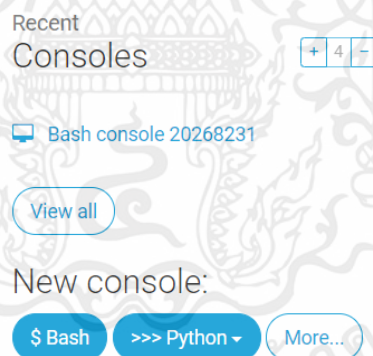 Recent
Consoles
+ 4 −
Bash console 20268231
View all
New console:
$ Bash >>> Python More...